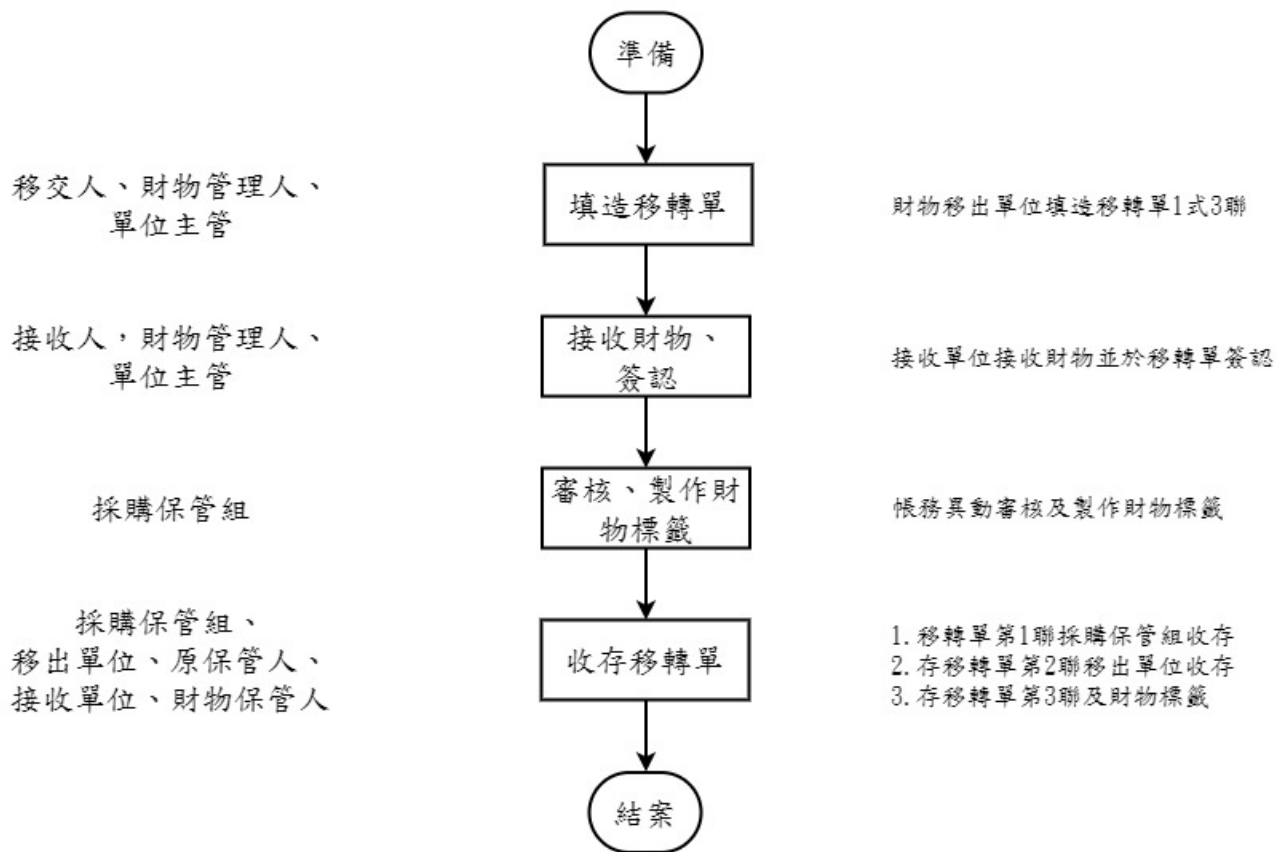 準備
移交人、財物管理人、
單位主管
填造移轉單
財物移出單位填造移轉單1式3聯
接收人，財物管理人、
單位主管
接收財物、
簽認
接收單位接收財物並於移轉單簽認
採購保管組
審核、製作財
物標籤
帳務異動審核及製作財物標籤
採購保管組、
移出單位、原保管人、
接收單位、財物保管人
收存移轉單
1.移轉單第1聯採購保管組收存
2.存移轉單第2聯移出單位收存
3.存移轉單第3聯及財物標籤
結案